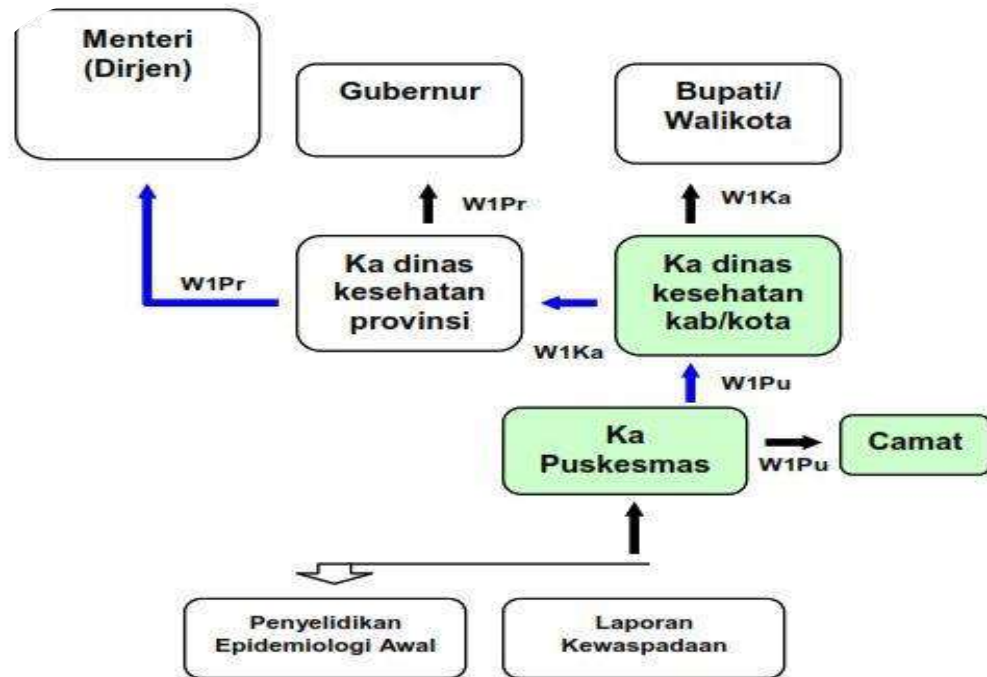 Menteri
(Dirjen)
Gubernur
Bupati/
Walikota
W1Pr
W1Ka
W1Pr
Ka dinas
kesehatan
provinsi
Ka dinas
kesehatan
kab/kota
W1Ka
W1Pu
Ka
Puskesmas
W1Pu
Camat
Penyelidikan
Epidemiologi Awal
Laporan
Kewaspadaan